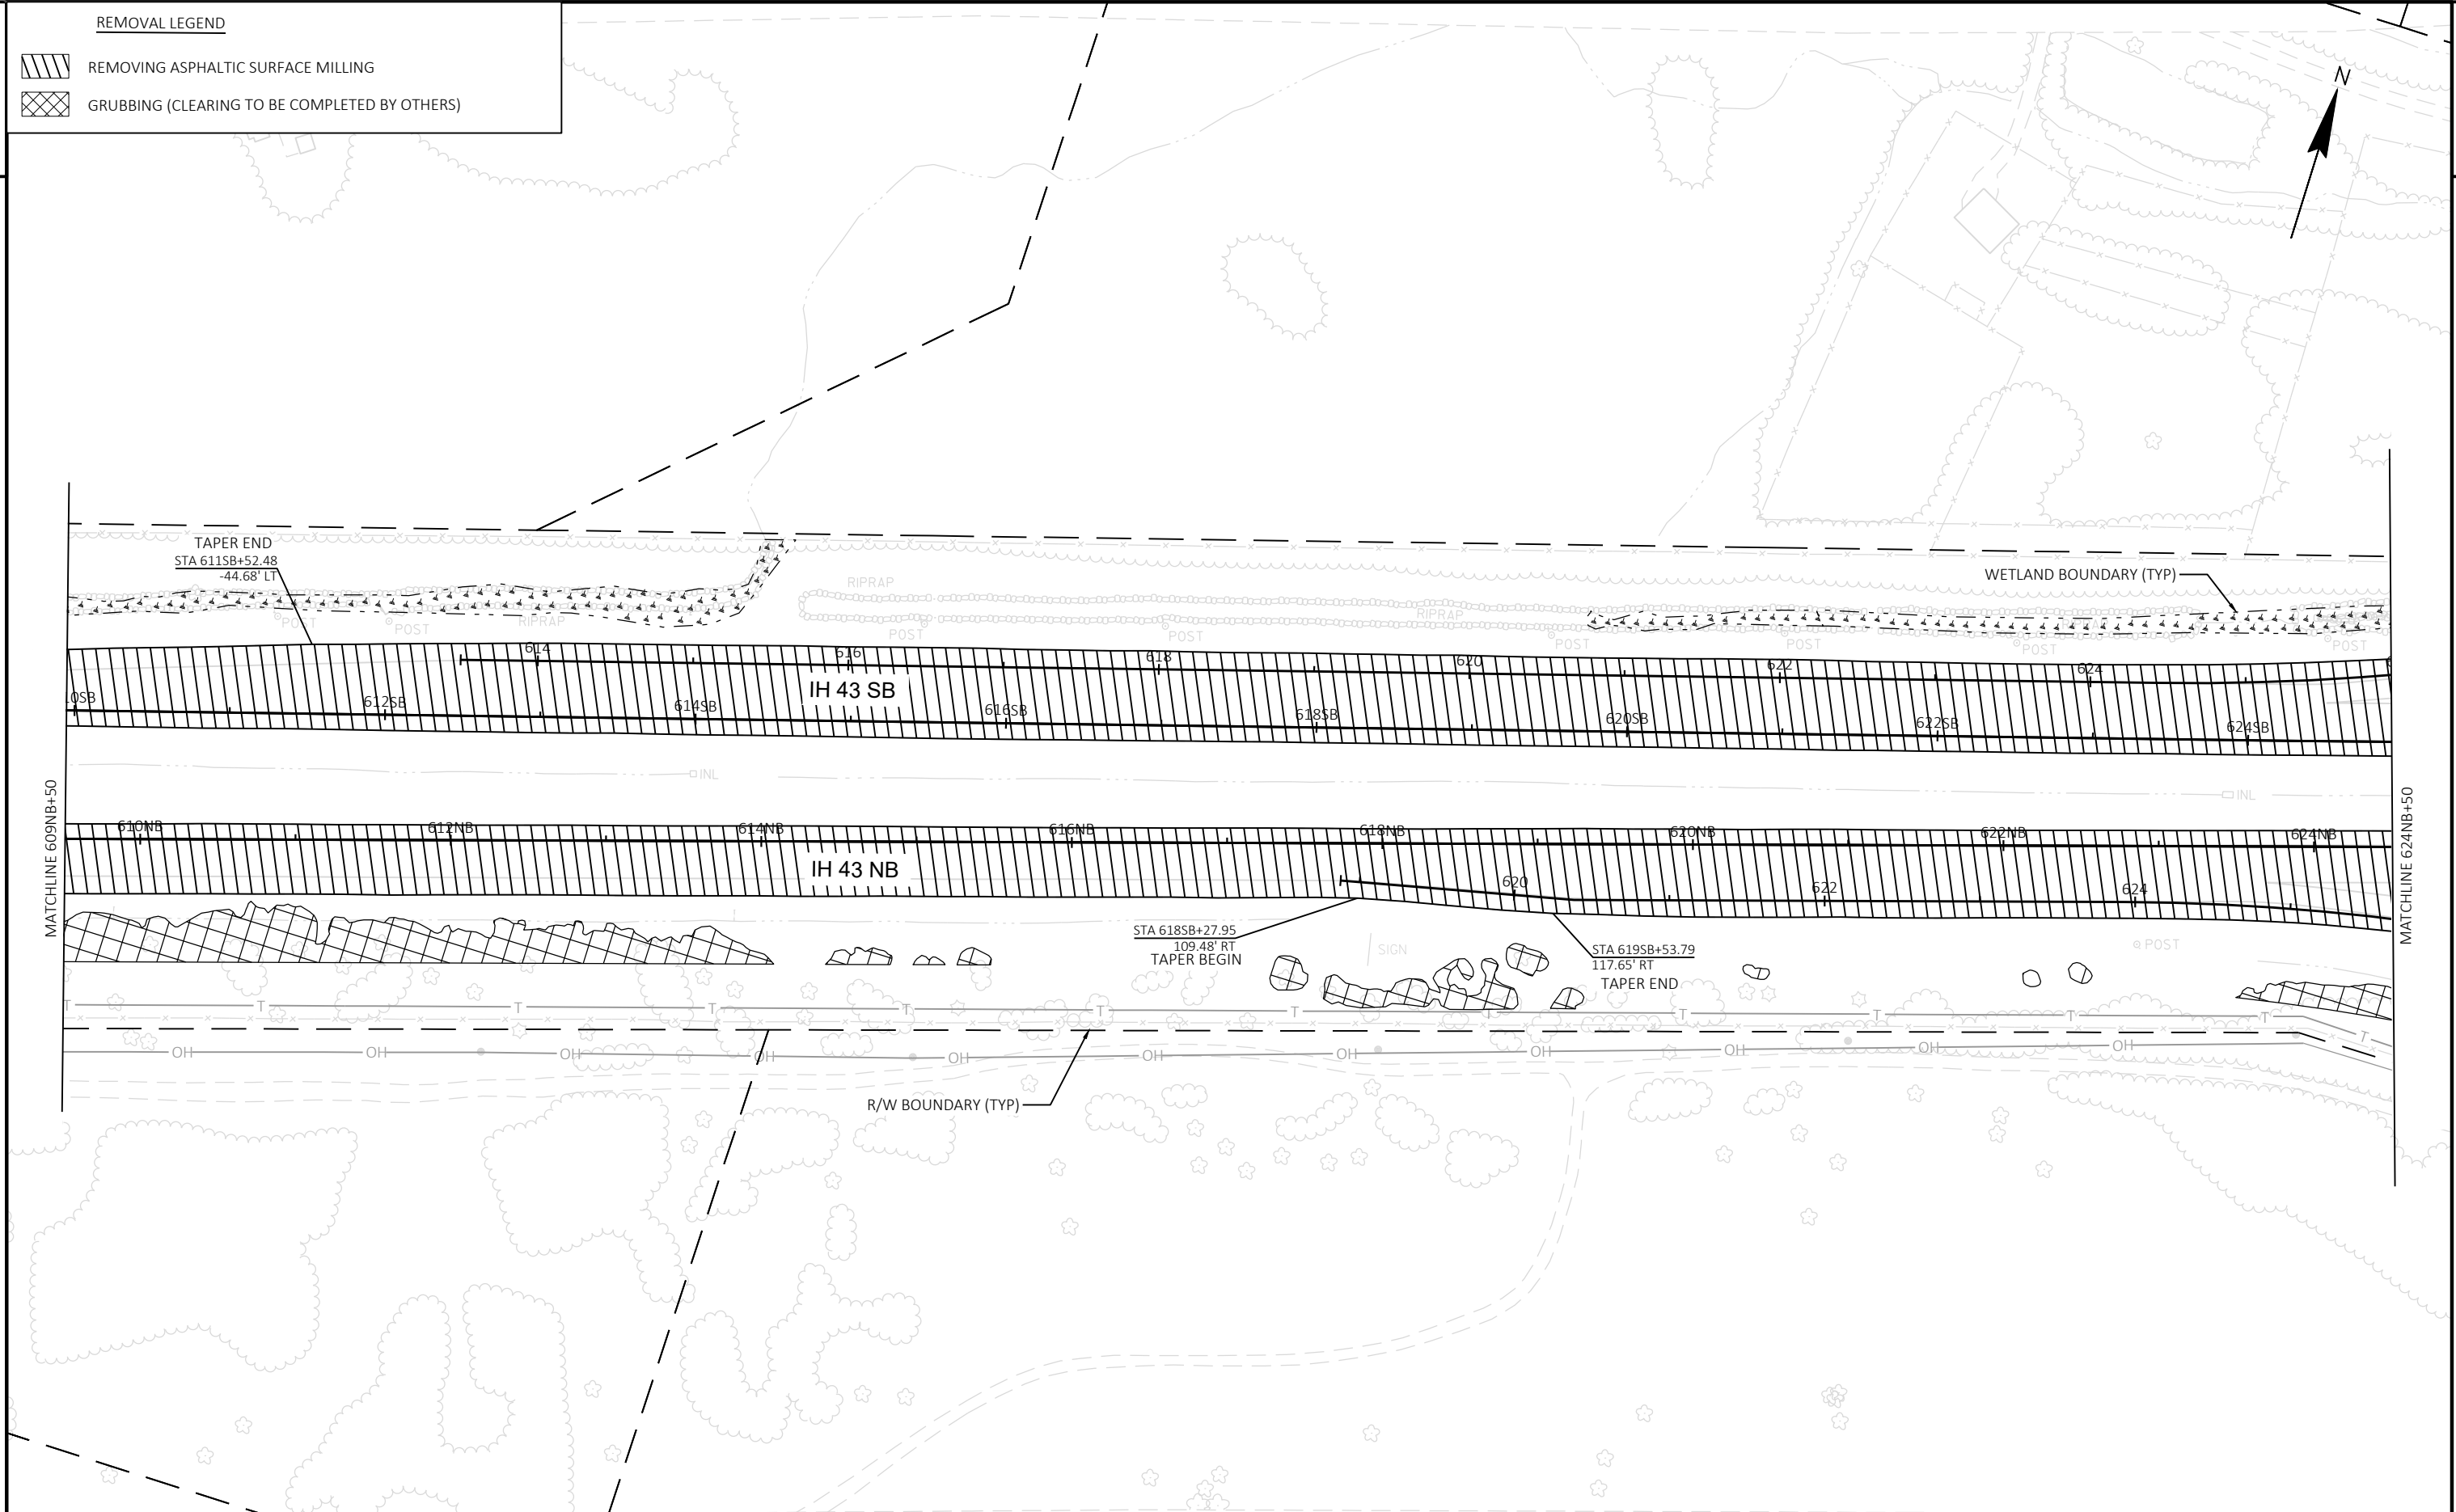 REMOVAL LEGEND
REMOVING ASPHALTIC SURFACE MILLING
GRUBBING (CLEARING TO BE COMPLETED BY OTHERS)
N
TAPER END
STA 611SB+52.48
-44.68' LT
RIPRAP
WETLAND BOUNDARY (TYP)
POST
POST
RIPRAP
POST
POST
RIPRAP
POST
POST
POST
POST
614
616
618
620
622
624
IH 43 SB
10SB
612SB
614SB
616SB
618SB
620SB
622SB
624SB
INL
INL
MATCHLINE 609NB+50
MATCHLINE 624NB+50
610NB
612NB
614NB
616NB
618NB
620NB
622NB
624NB
IH 43 NB
620
622
624
STA 618SB+27.95
109.48' RT
TAPER BEGIN
SIGN
STA 619SB+53.79
117.65' RT
TAPER END
POST
T T T T T T T T T T T T T
OH OH OH OH OH OH OH OH OH OH OH
R/W BOUNDARY (TYP)